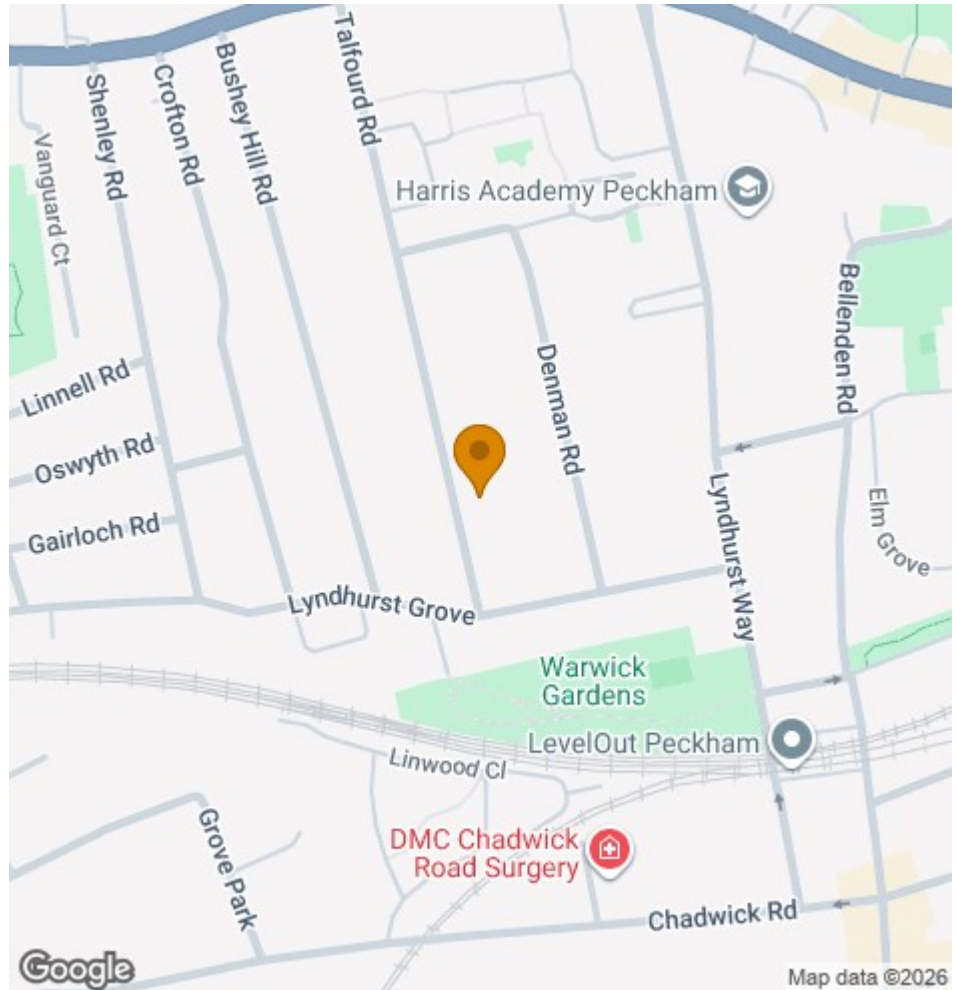 Talfourd Rd
Bushey Hill Rd
Crofton Rd
Shenley Rd
Vanguard Ct
Harris Academy Peckham
Bellenden Rd
Denman Rd
Linnell Rd
Oswyth Rd
Gairloch Rd
Elm Grove
Lyndhurst Way
Lyndhurst Grove
Warwick
Gardens
LevelOut Peckham
Linwood Cl
Grove Park
DMC Chadwick
Road Surgery
Chadwick Rd
Google
Map data ©2026